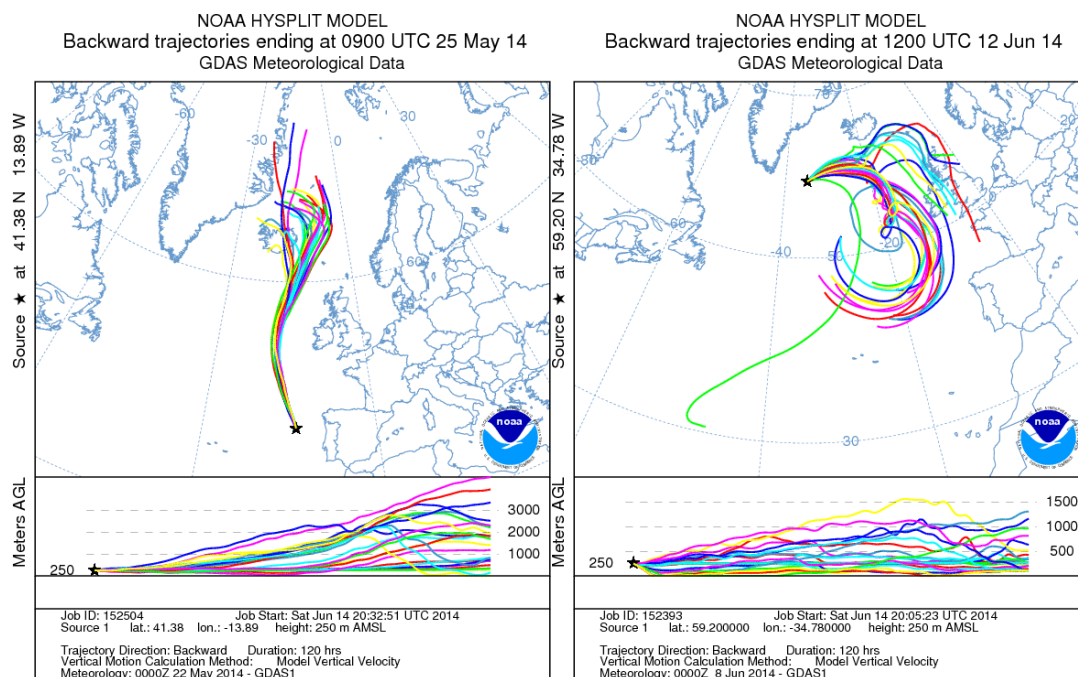 NOAA HYSPLIT MODEL
Backward trajectories ending at 0900 UTC 25 May 14
GDAS Meteorological Data
Source ★ at 41.38 N 13.89 W
-60
-30
0
30
60
noaa
Meters AGL
3000
2000
1000
250
Job ID: 152504 Job Start: Sat Jun 14 20:32:51 UTC 2014
Source 1 lat.: 41.38 lon.: -13.89 height: 250 m AMSL
Trajectory Direction: Backward Duration: 120 hrs
Vertical Motion Calculation Method: Model Vertical Velocity
Meteorology: 0000Z 22 May 2014 - GDAS1
NOAA HYSPLIT MODEL
Backward trajectories ending at 1200 UTC 12 Jun 14
GDAS Meteorological Data
Source ★ at 59.20 N 34.78 W
-40
-20
30
noaa
Meters AGL
1500
1000
500
250
Job ID: 152393 Job Start: Sat Jun 14 20:05:23 UTC 2014
Source 1 lat.: 59.200000 lon.: -34.780000 height: 250 m AMSL
Trajectory Direction: Backward Duration: 120 hrs
Vertical Motion Calculation Method: Model Vertical Velocity
Meteorology: 0000Z 8 Jun 2014 - GDAS1